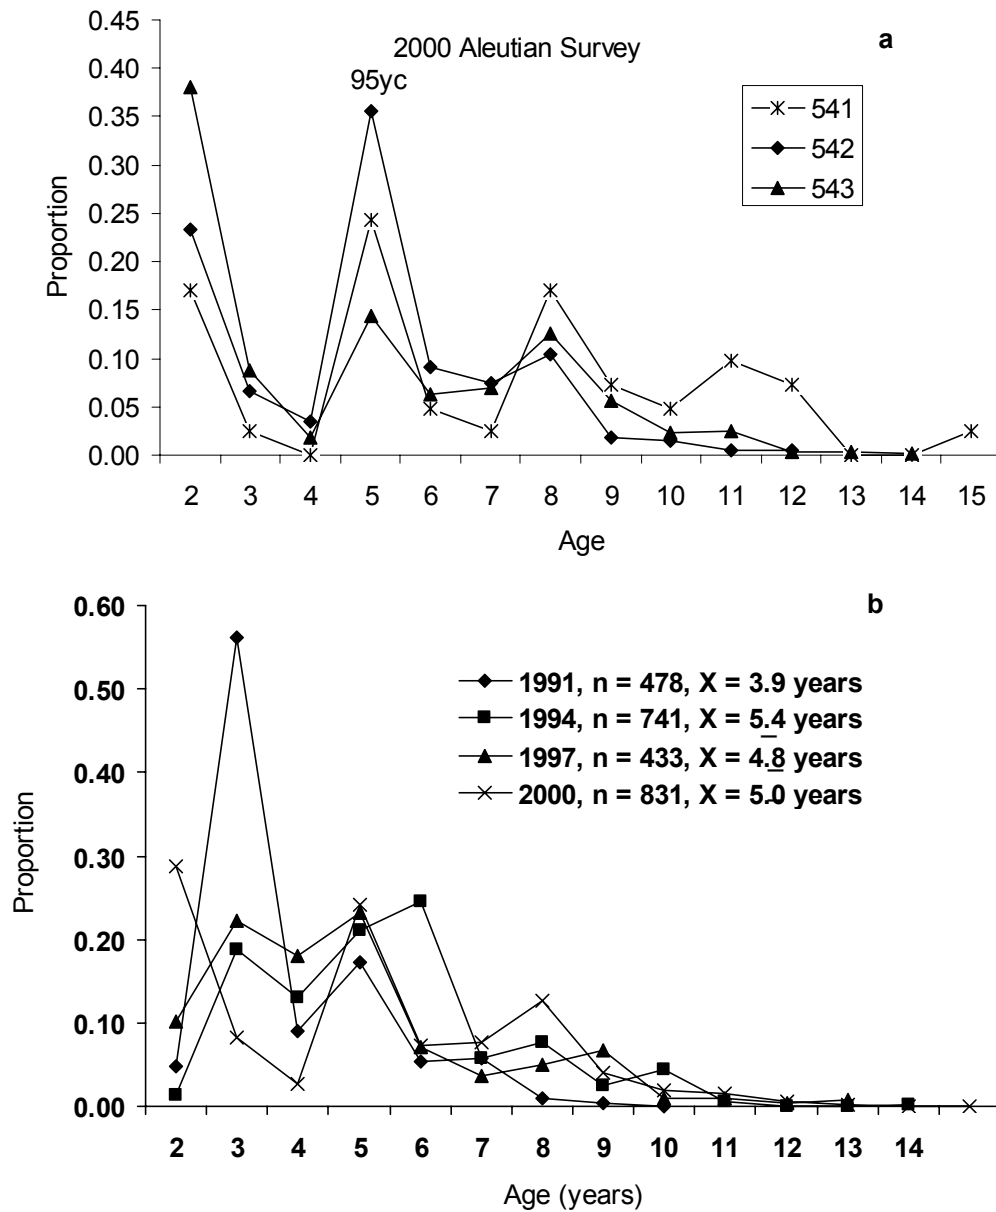 a
2000 Aleutian Survey
95yc
541
542
543
0.45
0.40
0.35
0.30
0.25
0.20
0.15
0.10
0.05
0.00
Proportion
2 3 4 5 6 7 8 9 10 11 12 13 14 15
Age
b
1991, n = 478, X = 3.9 years
1994, n = 741, X = 5.4 years
1997, n = 433, X = 4.8 years
2000, n = 831, X = 5.0 years
0.60
0.50
0.40
0.30
0.20
0.10
0.00
Proportion
2 3 4 5 6 7 8 9 10 11 12 13 14
Age (years)